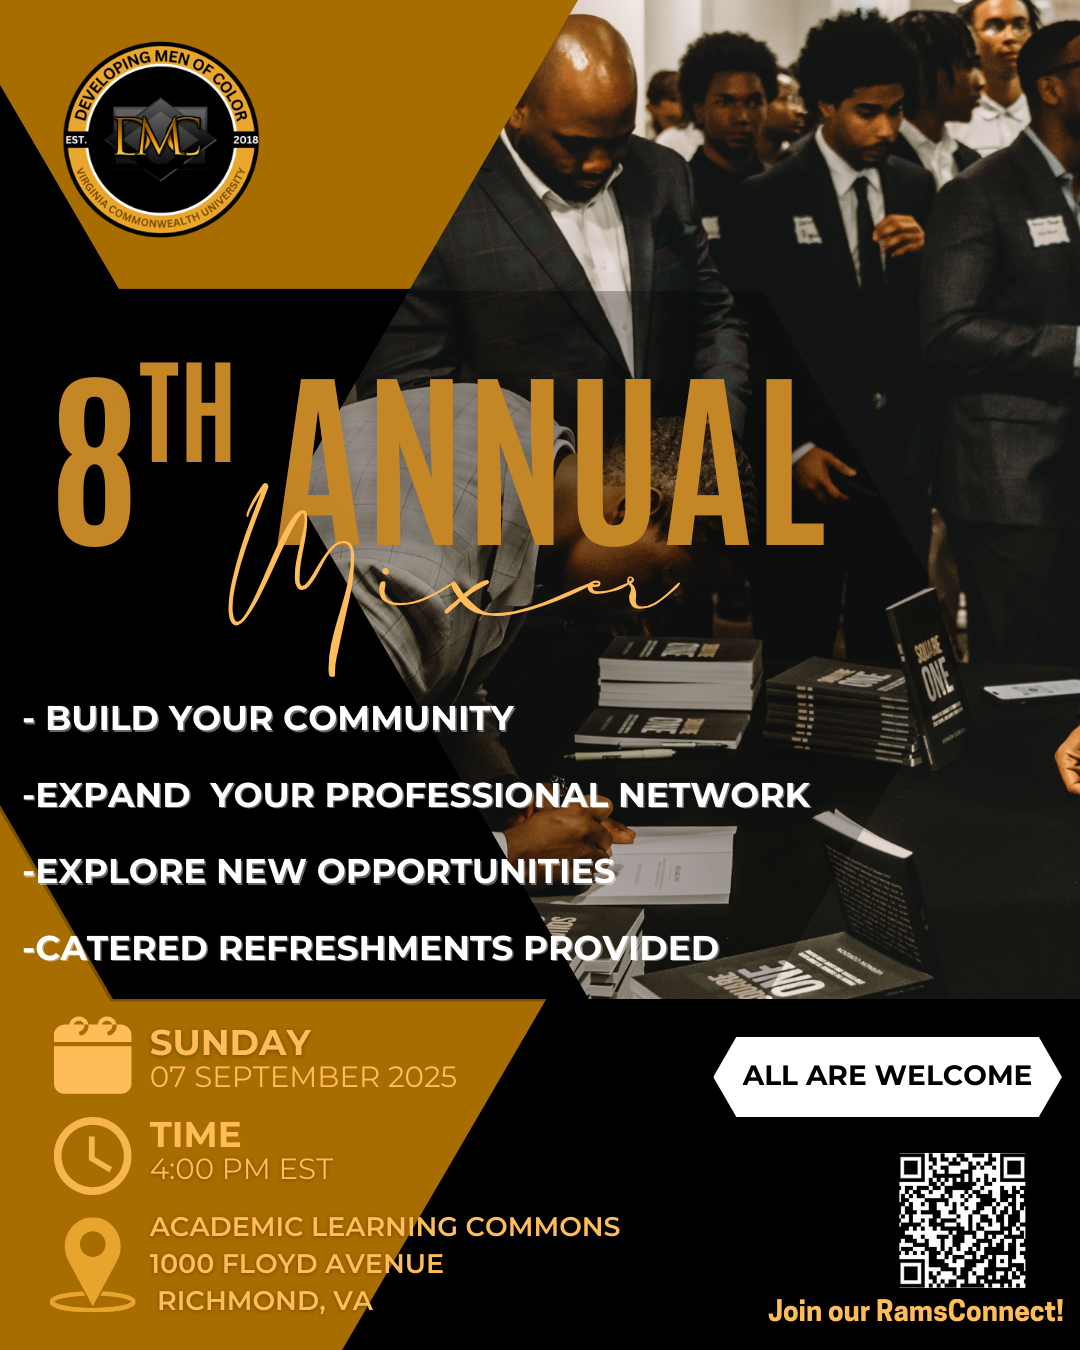 DEVELOPING MEN OF COLOR
EST.
2018
DMC
VIRGINIA COMMONWEALTH UNIVERSITY
8TH ANNUAL
Mixer
- BUILD YOUR COMMUNITY
-EXPAND YOUR PROFESSIONAL NETWORK
-EXPLORE NEW OPPORTUNITIES
-CATERED REFRESHMENTS PROVIDED
SQUARE
ONE
SQUARE
ONE
SUNDAY
07 SEPTEMBER 2025
TIME
4:00 PM EST
ACADEMIC LEARNING COMMONS
1000 FLOYD AVENUE
RICHMOND, VA
ALL ARE WELCOME
Join our RamsConnect!